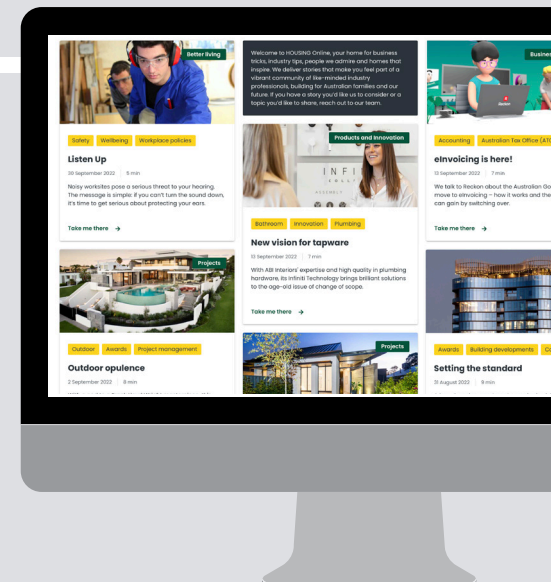 Better living
Safety
Wellbeing
Workplace policies
Listen Up
30 September 2022 | 5 min
Noisy worksites pose a serious threat to your hearing.
The message is simple: if you can't turn the sound down,
it's time to get serious about protecting your ears.
Take me there →
Projects
Outdoor
Awards
Project management
Outdoor opulence
2 September 2022 | 8 min
Welcome to HOUSING Online, your home for business
tricks, industry tips, people we admire and homes that
inspire. We deliver stories that make you feel part of a
vibrant community of like-minded industry
professionals, building for Australian families and our
future. If you have a story you'd like us to consider or a
topic you'd like to share, reach out to our team.
Products and Innovation
INFI
ASSEMBLY
Bathroom
Innovation
Plumbing
New vision for tapware
13 September 2022 | 7 min
With ABI Interiors' expertise and high quality in plumbing
hardware, its Infiniti Technology brings brilliant solutions
to the age-old issue of change of scope.
Take me there →
Projects
Busines
Reckon
Accounting
Australian Tax Office (ATO
eInvoicing is here!
13 September 2022 | 7 min
We talk to Reckon about the Australian Go
move to eInvoicing – how it works and the
can gain by switching over.
Take me there →
Awards
Building developments
Setting the standard
31 August 2022 | 9 min